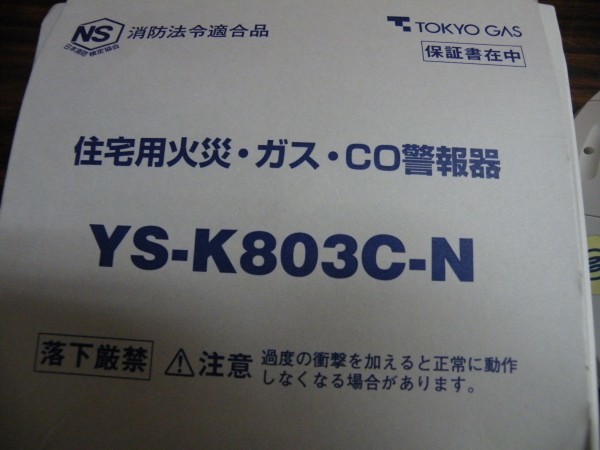 NS
消防法令適合品
TOKYO GAS
保証書在中
住宅用火災・ガス・CO警報器
YS-K803C-N
落下厳禁
注意
過度の衝撃を加えると正常に動作
しなくなる場合があります。